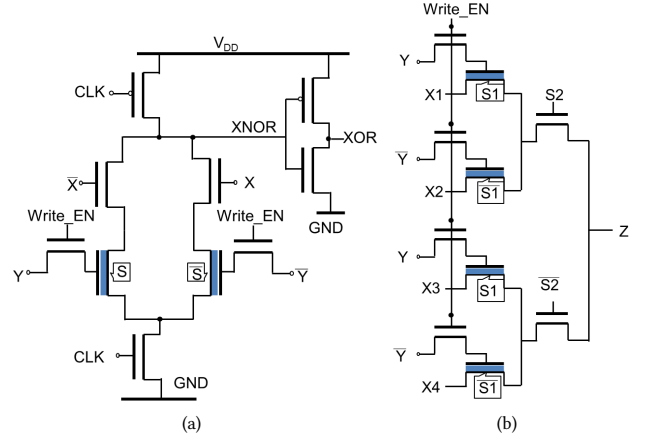 V_DD
CLK
XNOR
XOR
X̅
X
GND
Write_EN
Write_EN
Y
S
S̅
Y̅
CLK
GND
(a)
Write_EN
Y
X1
S1
S2
Y̅
X2
S̅1̅
Z
Y
X3
S1
S̅2̅
Y̅
X4
S̅1̅
(b)